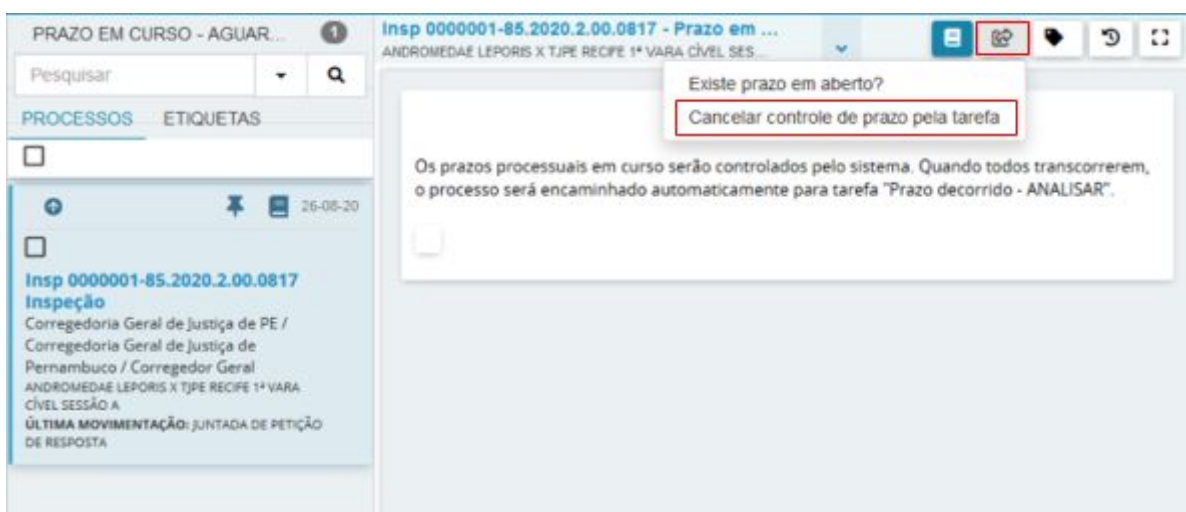 PRAZO EM CURSO - AGUAR... 1
Pesquisar
PROCESSOS ETIQUETAS
26-08-20
Insp 0000001-85.2020.2.00.0817
Inspeção
Corregedoria Geral de Justiça de PE /
Corregedoria Geral de Justiça de
Pernambuco / Corregedor Geral
ANDROMEDAE LEPORIS X TJPE RECIFE 1ª VARA
CÍVEL SESSÃO A
ÚLTIMA MOVIMENTAÇÃO: JUNTADA DE PETIÇÃO
DE RESPOSTA
Insp 0000001-85.2020.2.00.0817 - Prazo em ...
ANDROMEDAE LEPORIS X TJPE RECIFE 1ª VARA CÍVEL SES...
Existe prazo em aberto?
Cancelar controle de prazo pela tarefa
Os prazos processuais em curso serão controlados pelo sistema. Quando todos transcorrerem,
o processo será encaminhado automaticamente para tarefa "Prazo decorrido - ANALISAR".